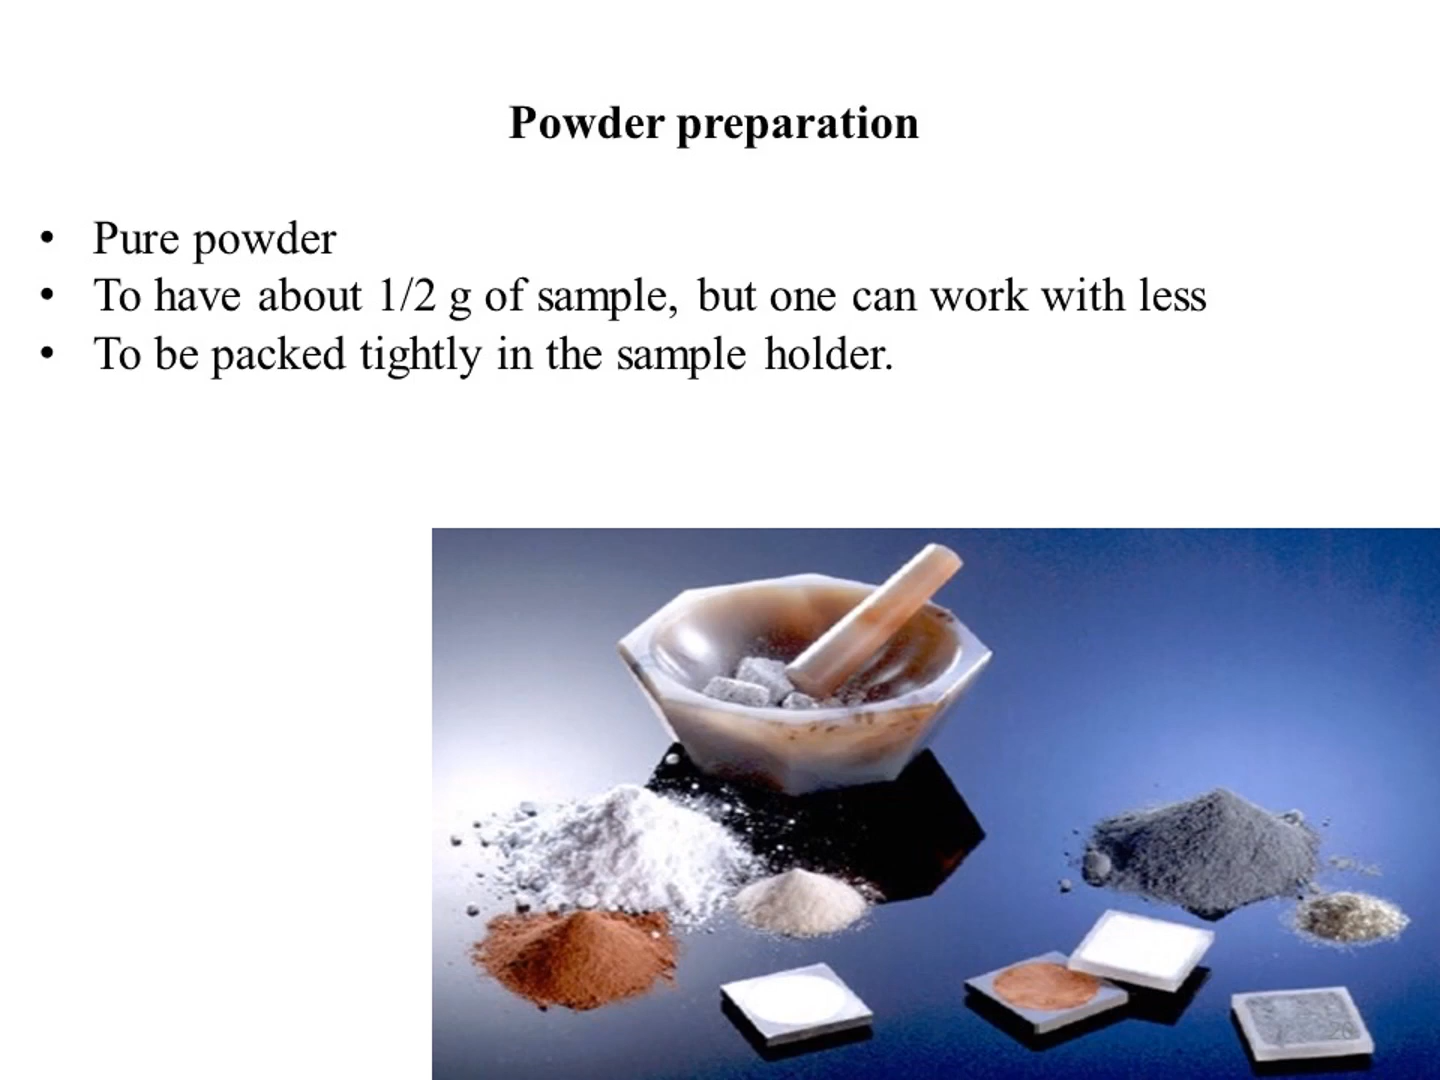 Powder preparation
• Pure powder
• To have about 1/2 g of sample, but one can work with less
• To be packed tightly in the sample holder.
26